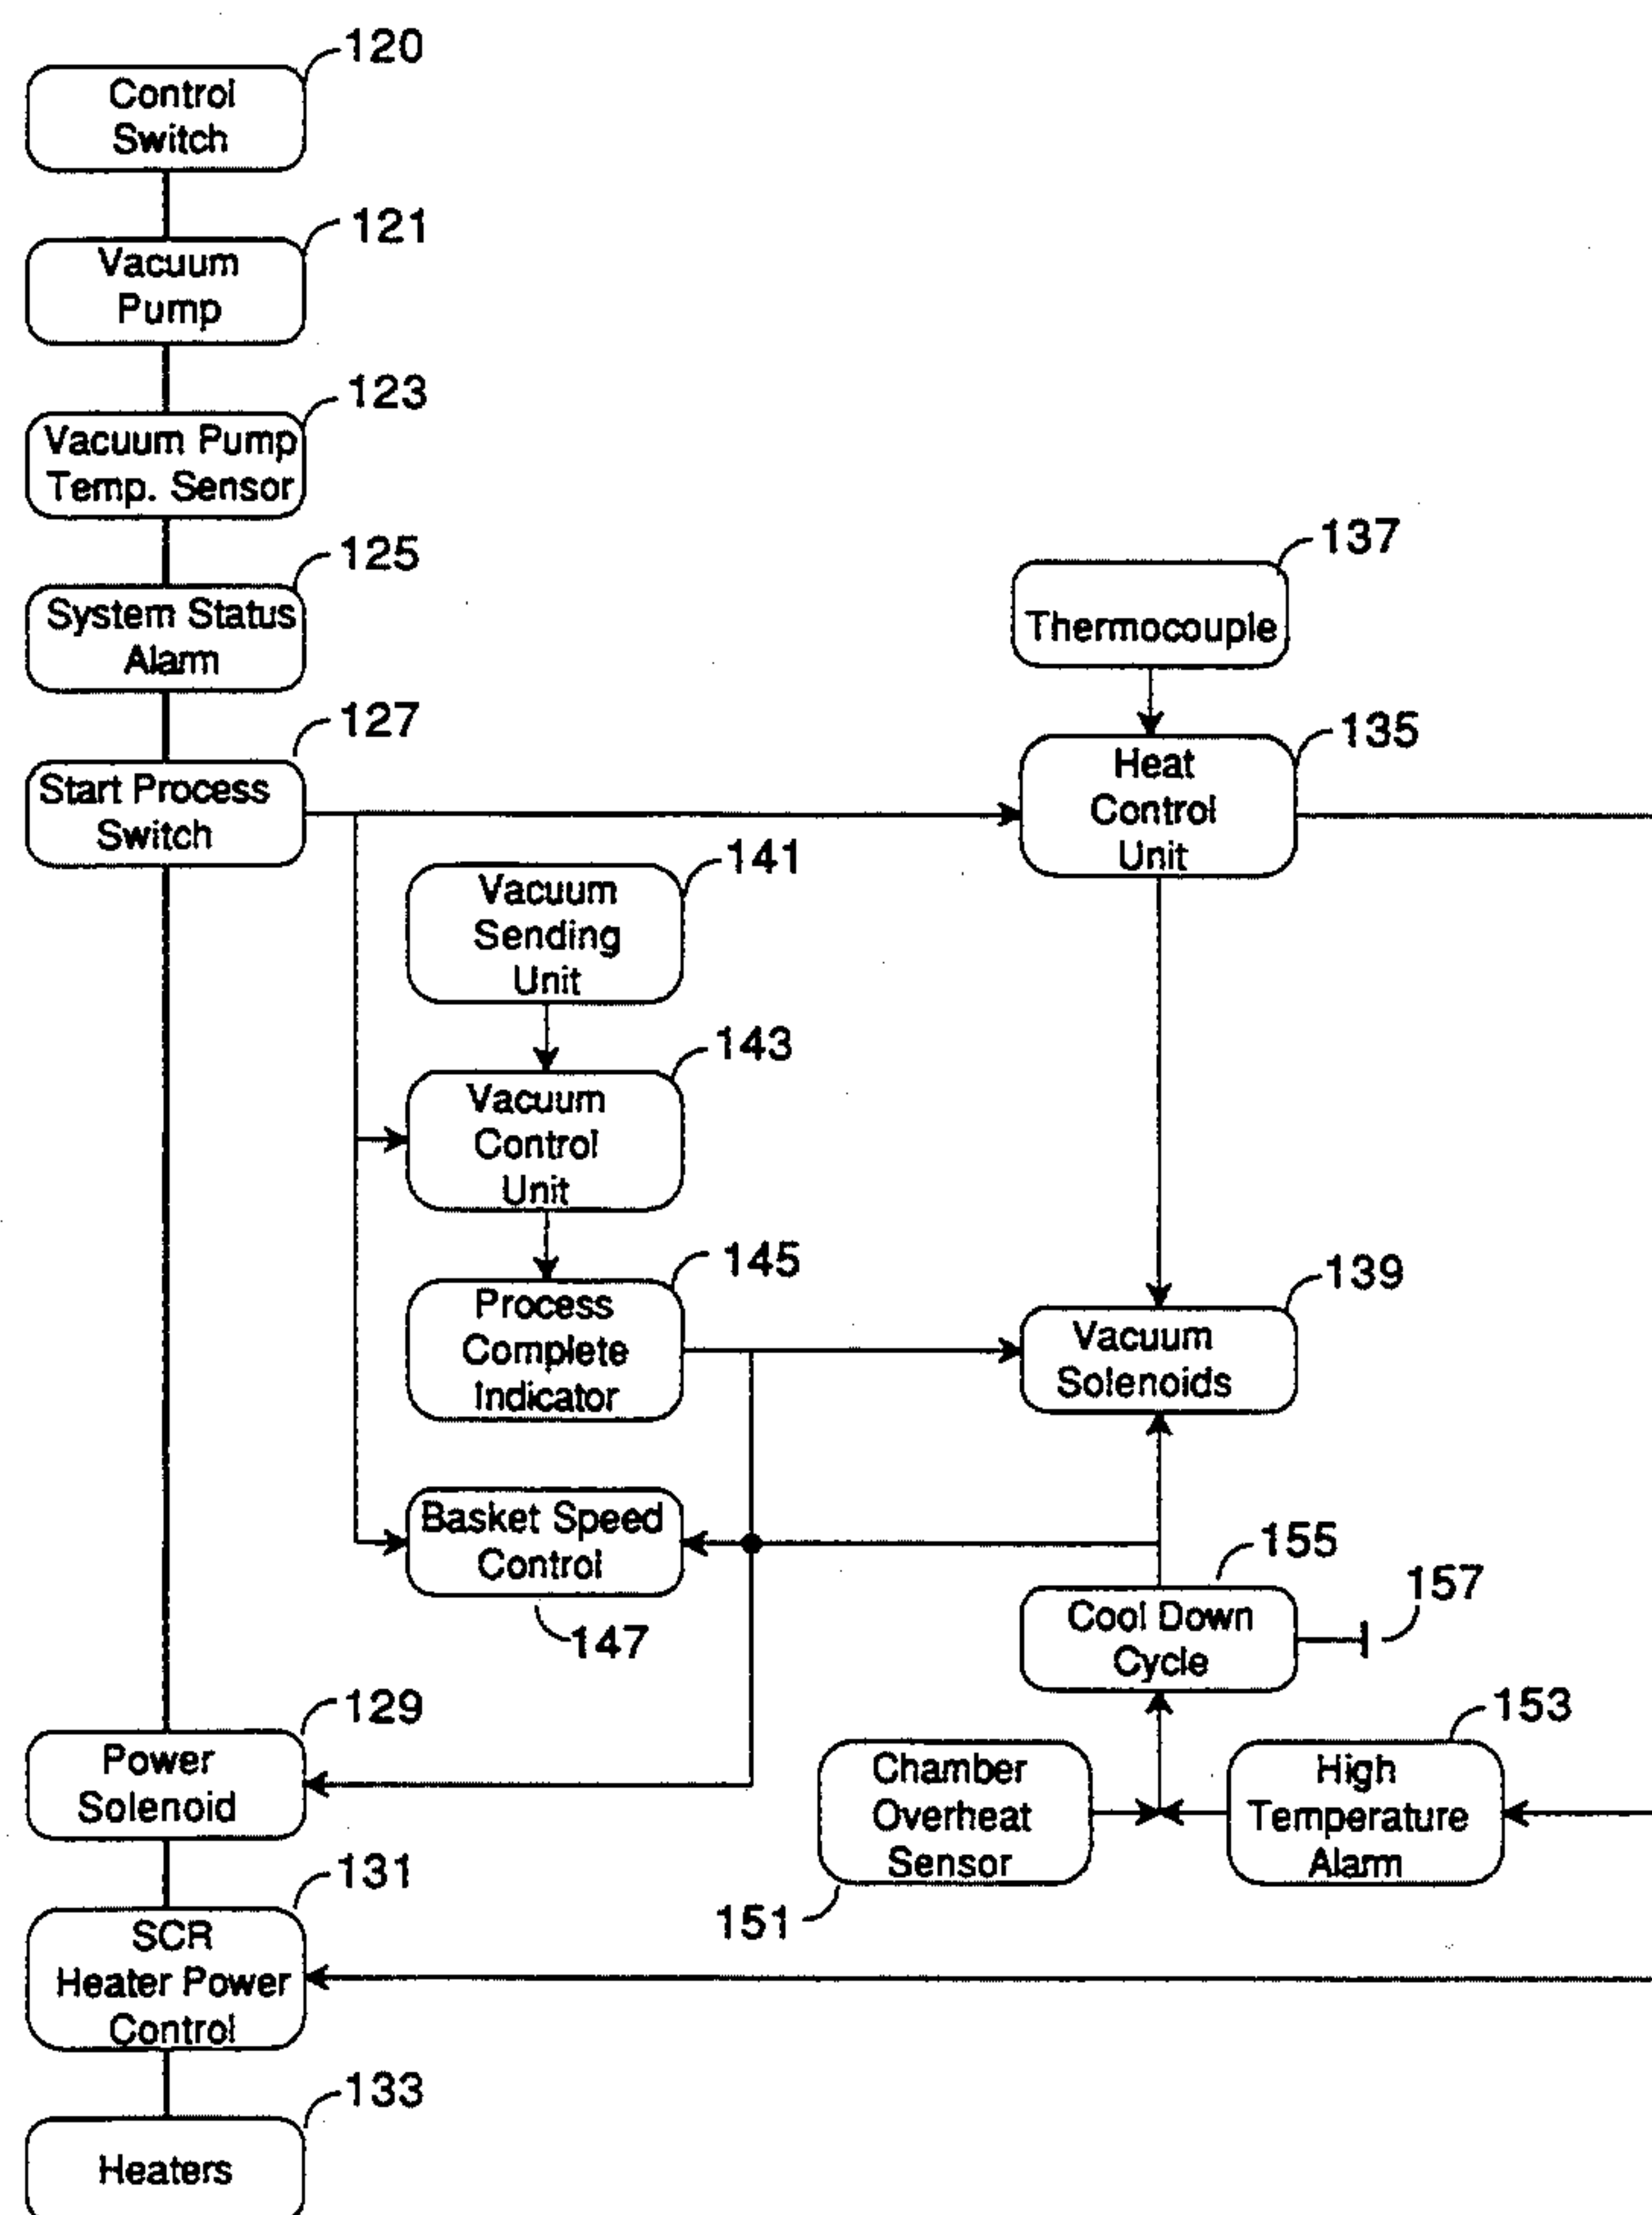 120
Control
Switch
121
Vacuum
Pump
123
Vacuum Pump
Temp. Sensor
125
System Status
Alarm
127
Start Process
Switch
137
Thermocouple
135
Heat
Control
Unit
141
Vacuum
Sending
Unit
143
Vacuum
Control
Unit
145
Process
Complete
Indicator
139
Vacuum
Solenoids
Basket Speed
Control
147
155
Cool Down
Cycle
157
129
Power
Solenoid
Chamber
Overheat
Sensor
151
153
High
Temperature
Alarm
131
SCR
Heater Power
Control
133
Heaters